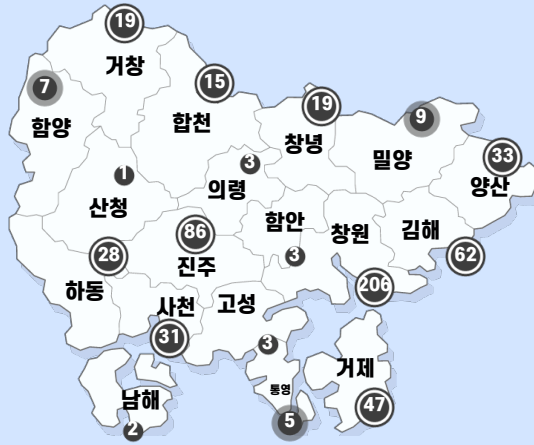 19
거창
7
함양
15
합천
19
창녕
9
밀양
33
양산
1
산청
3
의령
함안
3
창원
김해
62
86
진주
28
하동
206
사천
31
고성
3
통영
5
거제
47
남해
2